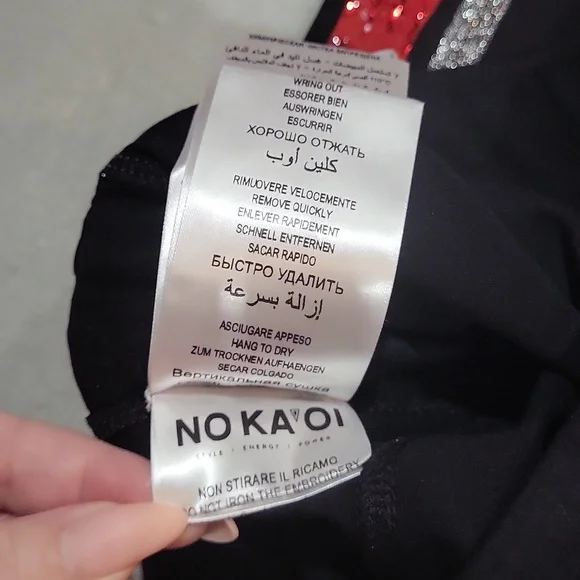 WRING OUT
ESSORER BIEN
AUSWRINGEN
ESCURRIR
ХОРОШО ОТЖАТЬ
كلين أوب
RIMUOVERE VELOCEMENTE
REMOVE QUICKLY
ENLEVER RAPIDEMENT
SCHNELL ENTFERNEN
SACAR RAPIDO
БЫСТРО УДАЛИТЬ
إزالة بسرعة
ASCIUGARE APPESO
HANG TO DRY
ZUM TROCKNEN AUFHAENGEN
SECAR COLGADO
Вертикальная сушка
NO KA'OI
STYLE | ENERGY | POWER
NON STIRARE IL RICAMO
DO NOT IRON THE EMBROIDERY